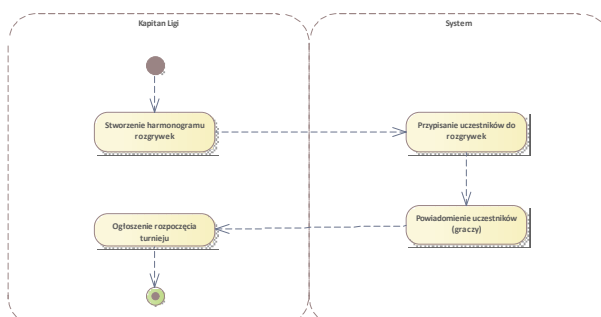 Kapitan Ligi
System
Stworzenie harmonogramu
rozgrywek
Przypisanie uczestników do
rozgrywek
Ogłoszenie rozpoczęcia
turnieju
Powiadomienie uczestników
(graczy)